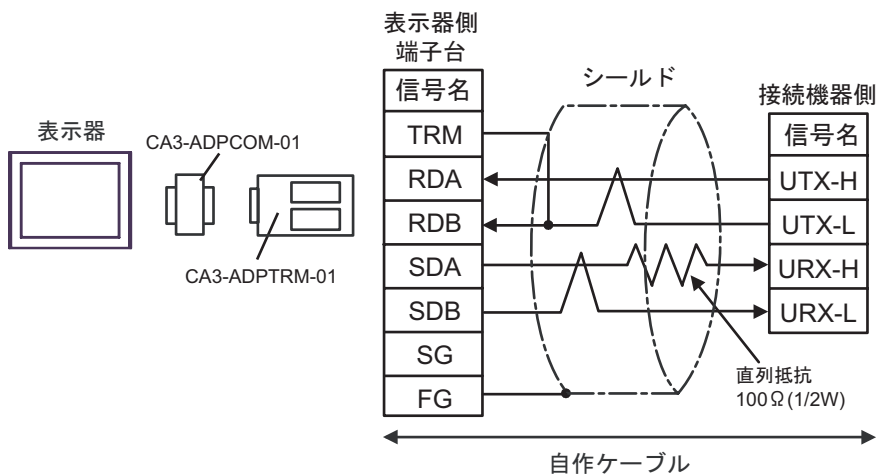 表示器側
端子台
信号名
TRM
RDA
RDB
SDA
SDB
SG
FG
シールド
接続機器側
信号名
UTX-H
UTX-L
URX-H
URX-L
表示器
CA3-ADPCOM-01
CA3-ADPTRM-01
直列抵抗
100Ω(1/2W)
自作ケーブル